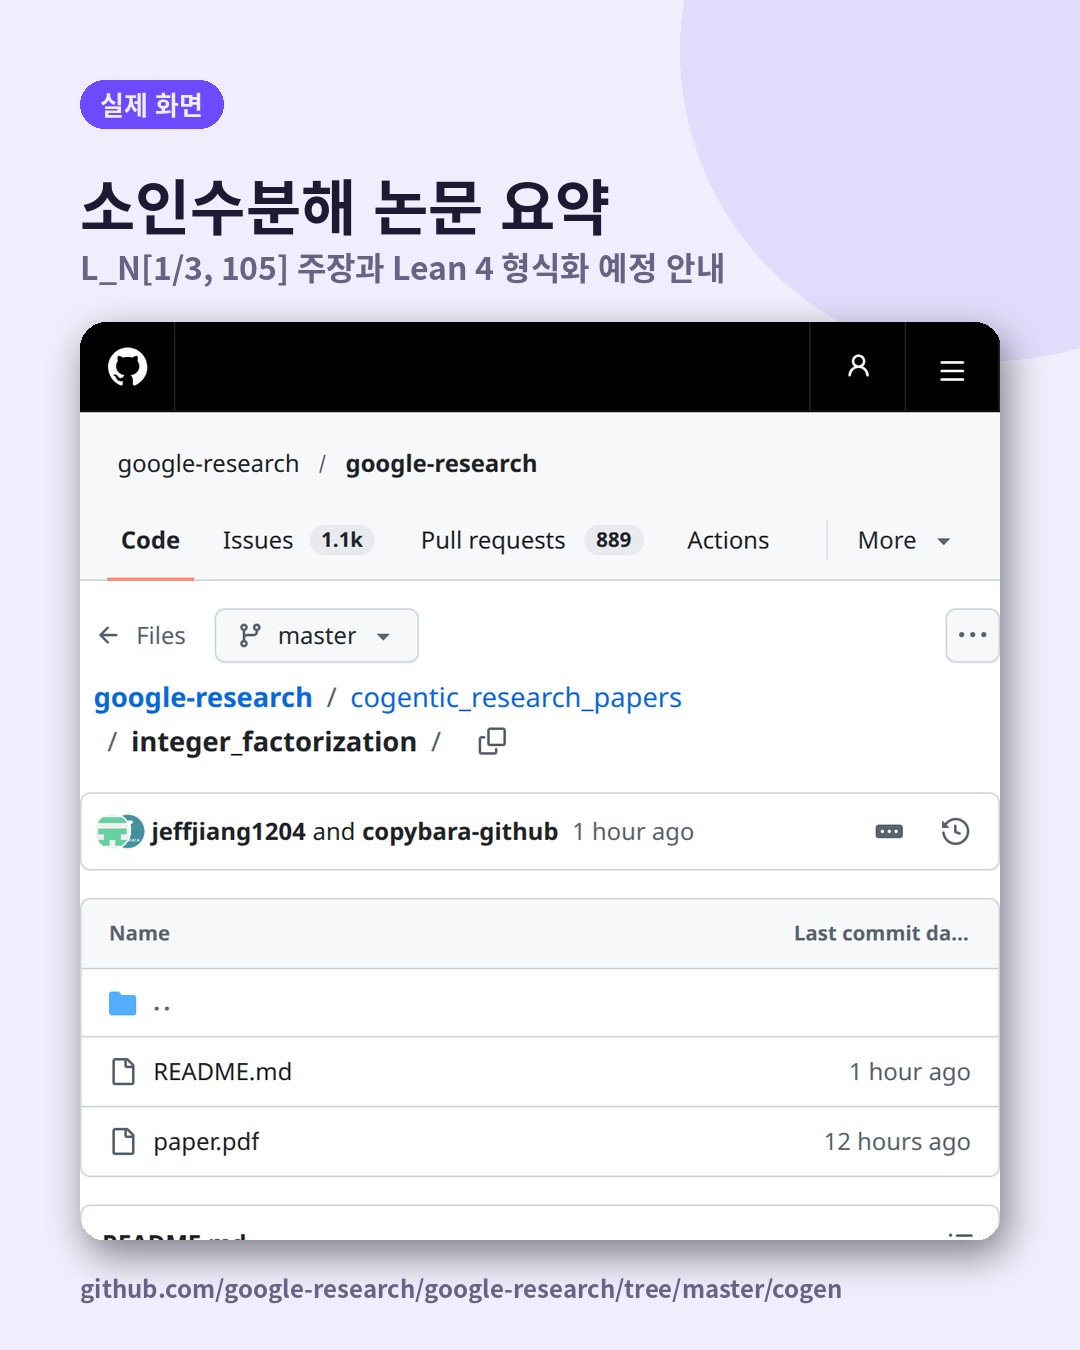 실제 화면
소인수분해 논문 요약
L_N[1/3, 105] 주장과 Lean 4 형식화 예정 안내
google-research / google-research
Code Issues 1.1k Pull requests 889 Actions More
Files master
google-research / cogentic_research_papers
/ integer_factorization /
jeffjiang1204 and copybara-github 1 hour ago
Name Last commit da...
..
README.md 1 hour ago
paper.pdf 12 hours ago
README.md
github.com/google-research/google-research/tree/master/cogen